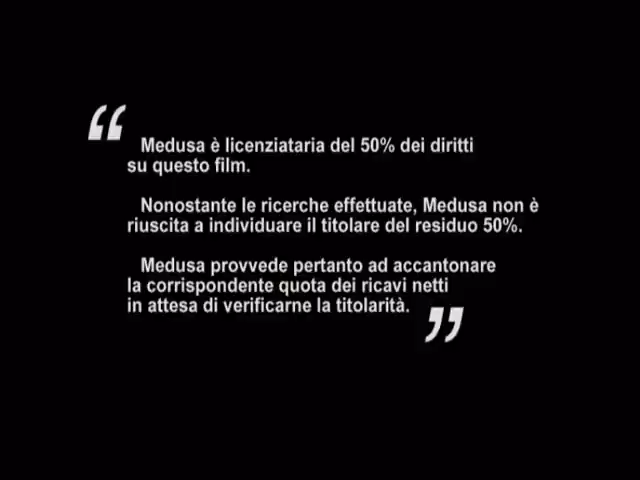 “ Medusa è licenziataria del 50% dei diritti
su questo film.
Nonostante le ricerche effettuate, Medusa non è
riuscita a individuare il titolare del residuo 50%.
Medusa provvede pertanto ad accantonare
la corrispondente quota dei ricavi netti
in attesa di verificarne la titolarità. ”